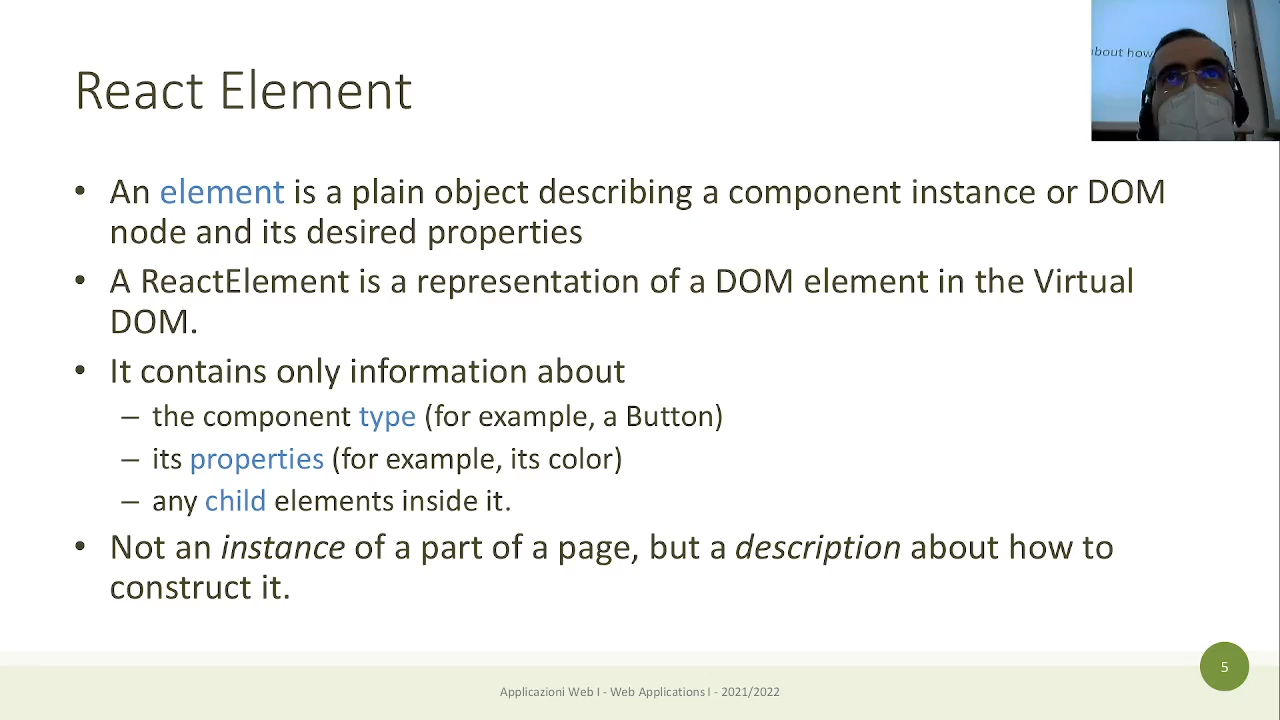 about how
React Element
• An element is a plain object describing a component instance or DOM
node and its desired properties
• A ReactElement is a representation of a DOM element in the Virtual
DOM.
• It contains only information about
– the component type (for example, a Button)
– its properties (for example, its color)
– any child elements inside it.
• Not an instance of a part of a page, but a description about how to
construct it.
5
Applicazioni Web I - Web Applications I - 2021/2022